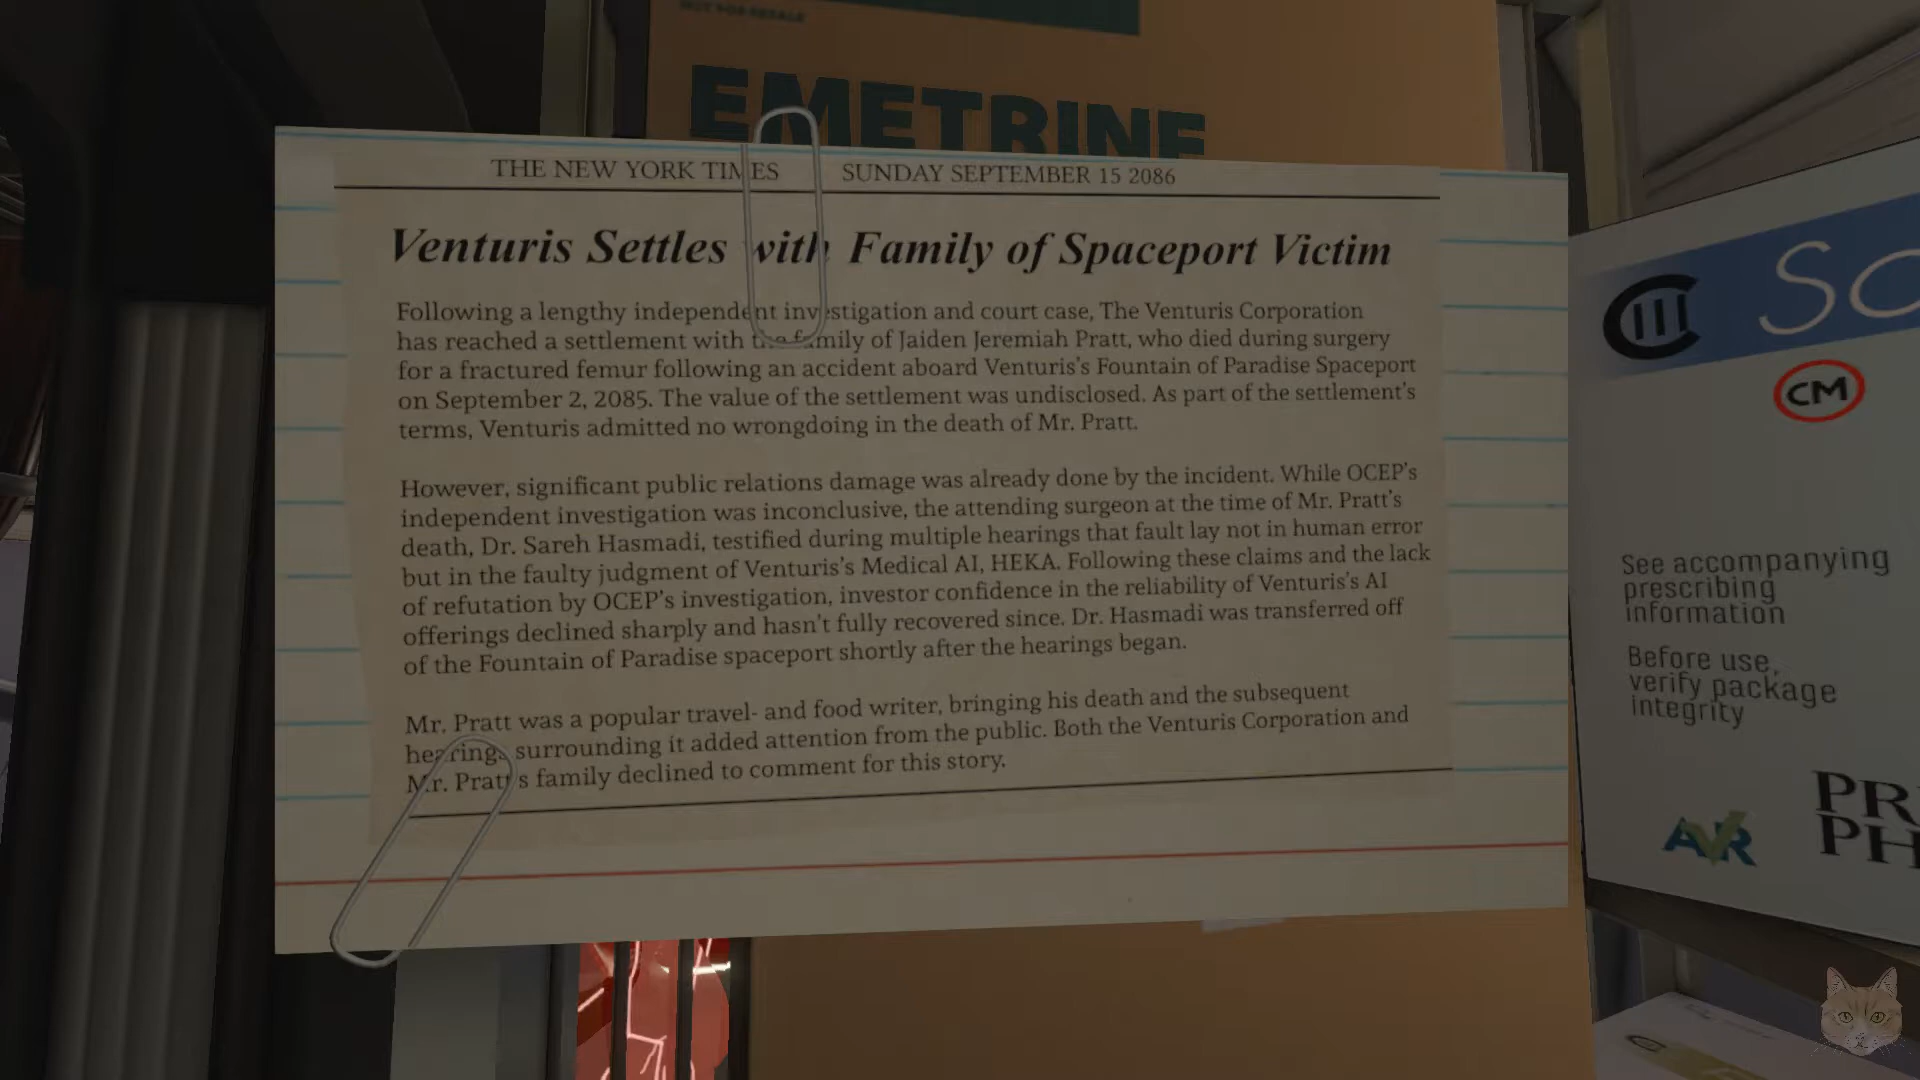 NOT FOR RESALE
EMETRINE
THE NEW YORK TIMES SUNDAY SEPTEMBER 15 2086
Venturis Settles with Family of Spaceport Victim
Following a lengthy independent investigation and court case, The Venturis Corporation
has reached a settlement with the family of Jaiden Jeremiah Pratt, who died during surgery
for a fractured femur following an accident aboard Venturis's Fountain of Paradise Spaceport
on September 2, 2085. The value of the settlement was undisclosed. As part of the settlement's
terms, Venturis admitted no wrongdoing in the death of Mr. Pratt.
However, significant public relations damage was already done by the incident. While OCEP's
independent investigation was inconclusive, the attending surgeon at the time of Mr. Pratt's
death, Dr. Sareh Hasmadi, testified during multiple hearings that fault lay not in human error
but in the faulty judgment of Venturis's Medical AI, HEKA. Following these claims and the lack
of refutation by OCEP's investigation, investor confidence in the reliability of Venturis's AI
offerings declined sharply and hasn't fully recovered since. Dr. Hasmadi was transferred off
of the Fountain of Paradise spaceport shortly after the hearings began.
Mr. Pratt was a popular travel- and food writer, bringing his death and the subsequent
hearings surrounding it added attention from the public. Both the Venturis Corporation and
Mr. Pratt's family declined to comment for this story.
CIII So
CM
See accompanying
prescribing
information
Before use,
verify package
integrity
AVR
PR
PH